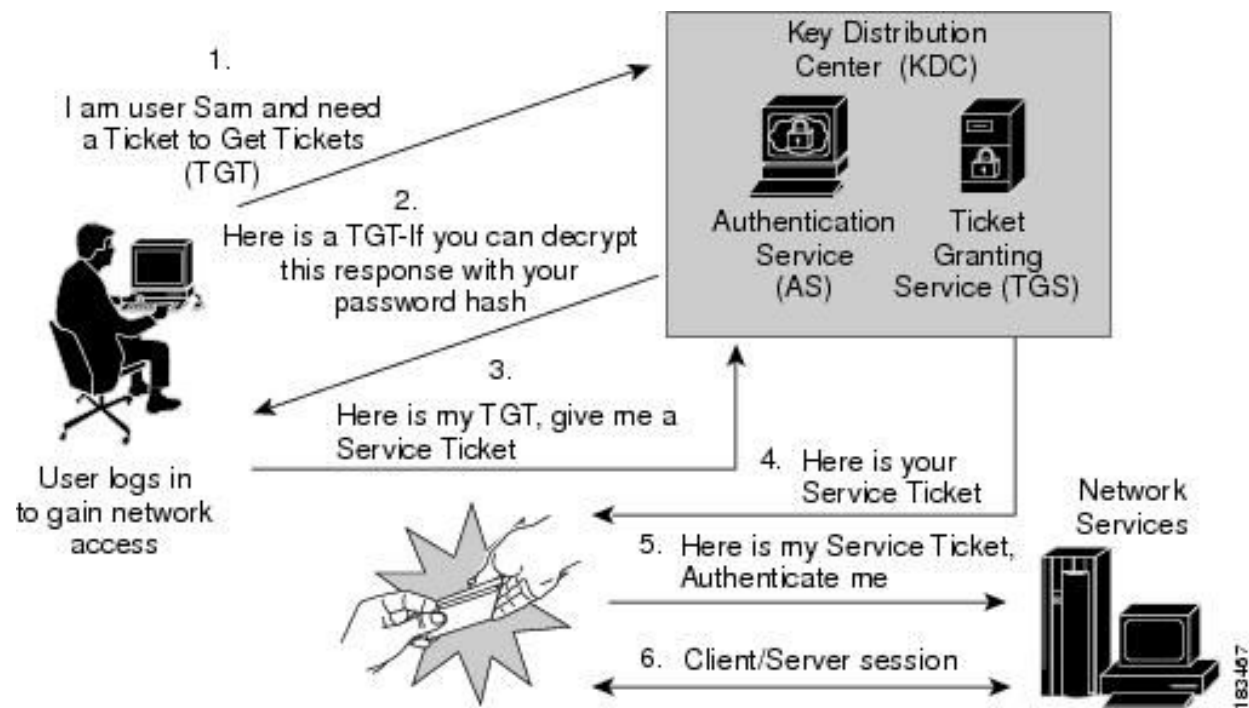 1.
I am user Sam and need
a Ticket to Get Tickets
(TGT)
2.
Here is a TGT-If you can decrypt
this response with your
password hash
3.
Here is my TGT, give me a
Service Ticket
User logs in
to gain network
access
Key Distribution
Center (KDC)
Authentication
Service
(AS)
Ticket
Granting
Service (TGS)
4. Here is your
Service Ticket
Network
Services
5. Here is my Service Ticket,
Authenticate me
6. Client/Server session
183467